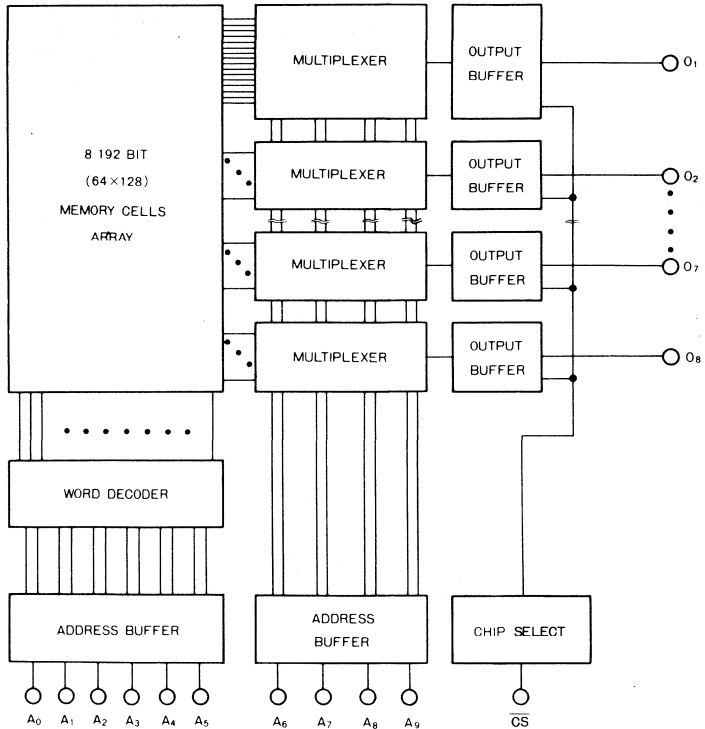 MULTIPLEXER
OUTPUT
BUFFER
O1
8 192 BIT
(64×128)
MEMORY CELLS
ARRAY
MULTIPLEXER
OUTPUT
BUFFER
O2
MULTIPLEXER
OUTPUT
BUFFER
O7
MULTIPLEXER
OUTPUT
BUFFER
O8
WORD DECODER
ADDRESS BUFFER
ADDRESS
BUFFER
CHIP SELECT
A0 A1 A2 A3 A4 A5 A6 A7 A8 A9 C̅S̅